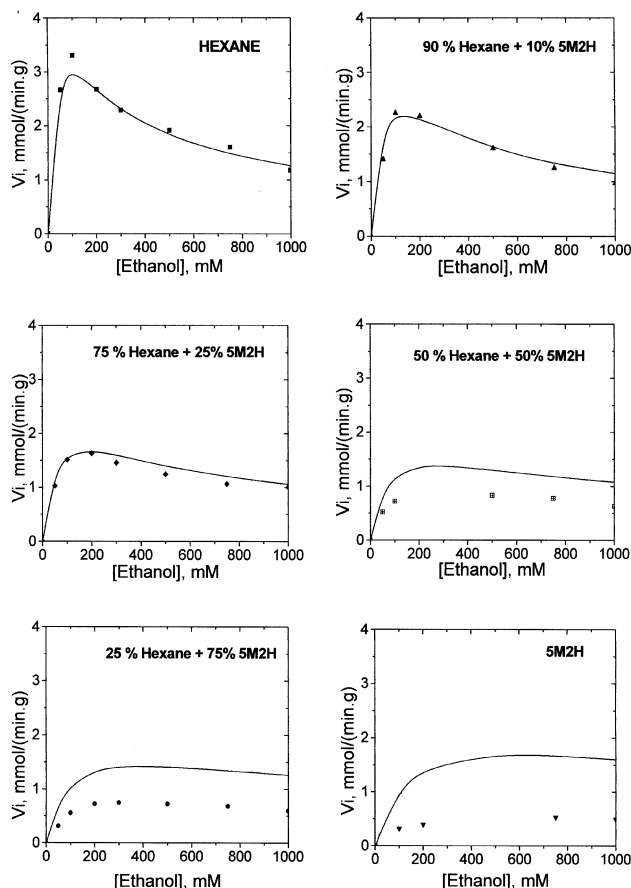 HEXANE
Vi, mmol/(min.g)
4
3
2
1
0
0 200 400 600 800 1000
[Ethanol], mM
90 % Hexane + 10% 5M2H
Vi, mmol/(min.g)
4
3
2
1
0
0 200 400 600 800 1000
[Ethanol], mM
75 % Hexane + 25% 5M2H
Vi, mmol/(min.g)
4
3
2
1
0
0 200 400 600 800 1000
[Ethanol], mM
50 % Hexane + 50% 5M2H
Vi, mmol/(min.g)
4
3
2
1
0
0 200 400 600 800 1000
[Ethanol], mM
25 % Hexane + 75% 5M2H
Vi, mmol/(min.g)
4
3
2
1
0
0 200 400 600 800 1000
[Ethanol], mM
5M2H
Vi, mmol/(min.g)
4
3
2
1
0
0 200 400 600 800 1000
[Ethanol], mM